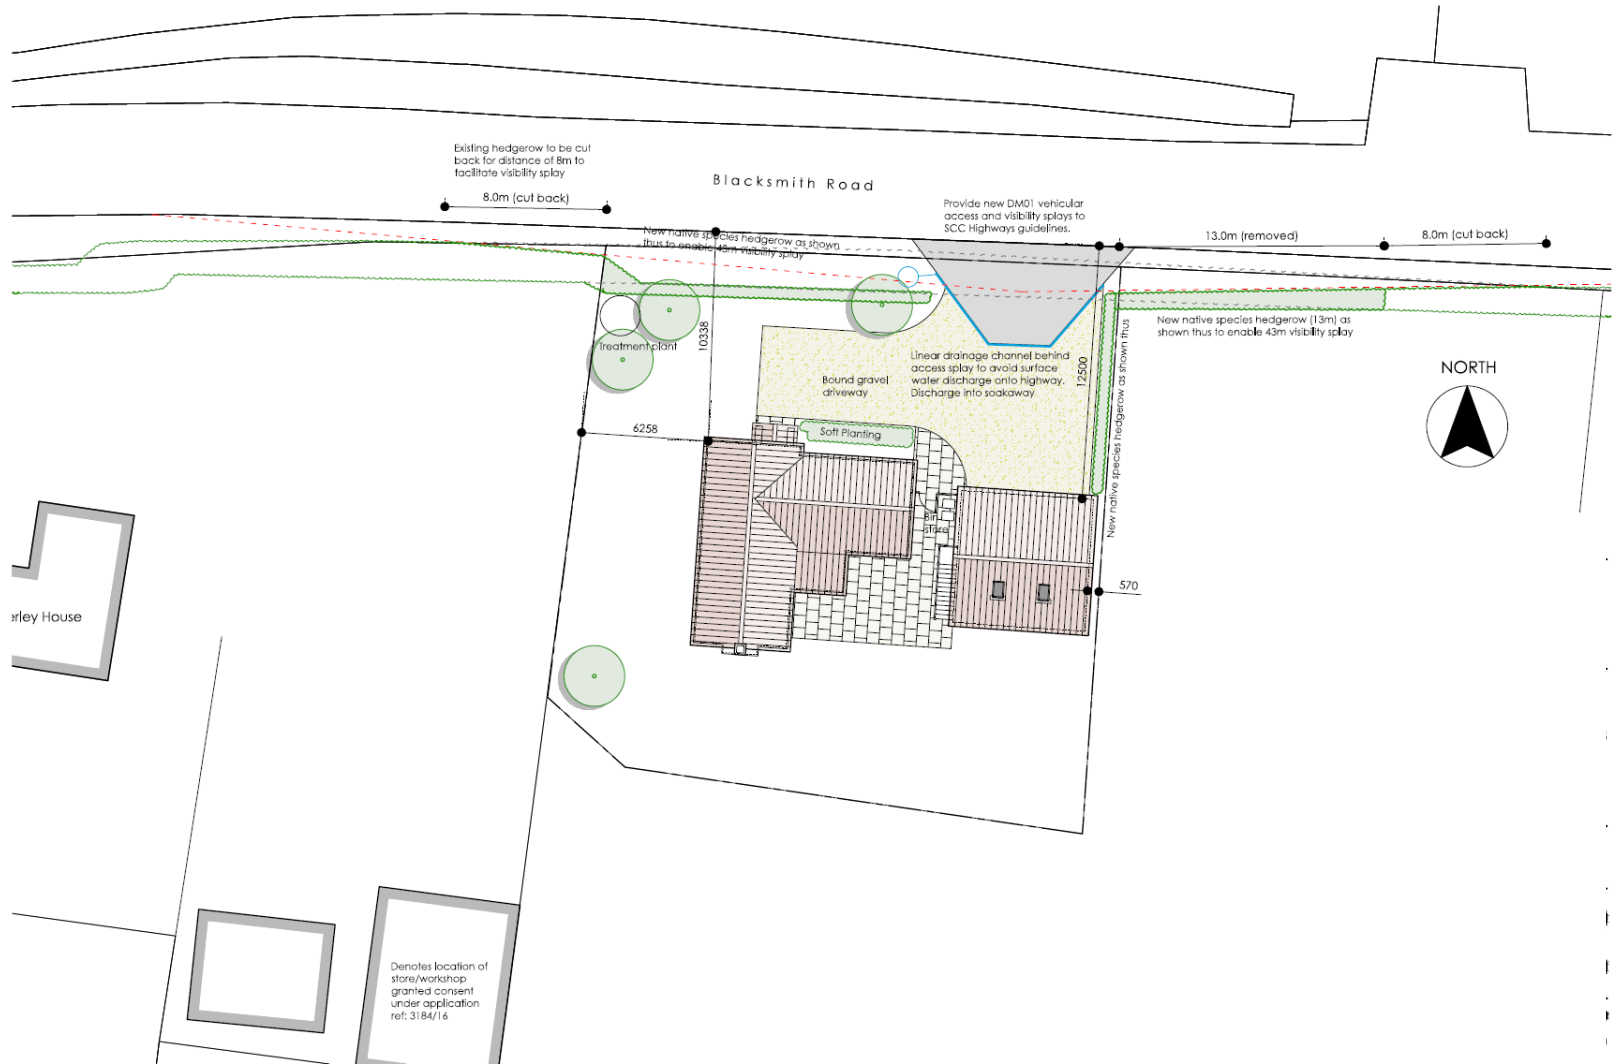 Existing hedgerow to be cut
back for distance of 8m to
facilitate visibility splay
8.0m (cut back)
Blacksmith Road
Provide new DM01 vehicular
access and visibility splays to
SCC Highways guidelines.
13.0m (removed)
8.0m (cut back)
New native species hedgerow as shown
thus to enable 43m visibility splay
New native species hedgerow (13m) as
shown thus to enable 43m visibility splay
Treatment plant
10338
12500
New native species hedgerow as shown thus
Linear drainage channel behind
access splay to avoid surface
water discharge onto highway.
Discharge into soakaway
Bound gravel
driveway
NORTH
6258
Soft Planting
Bin
store
570
erley House
Denotes location of
store/workshop
granted consent
under application
ref: 3184/16